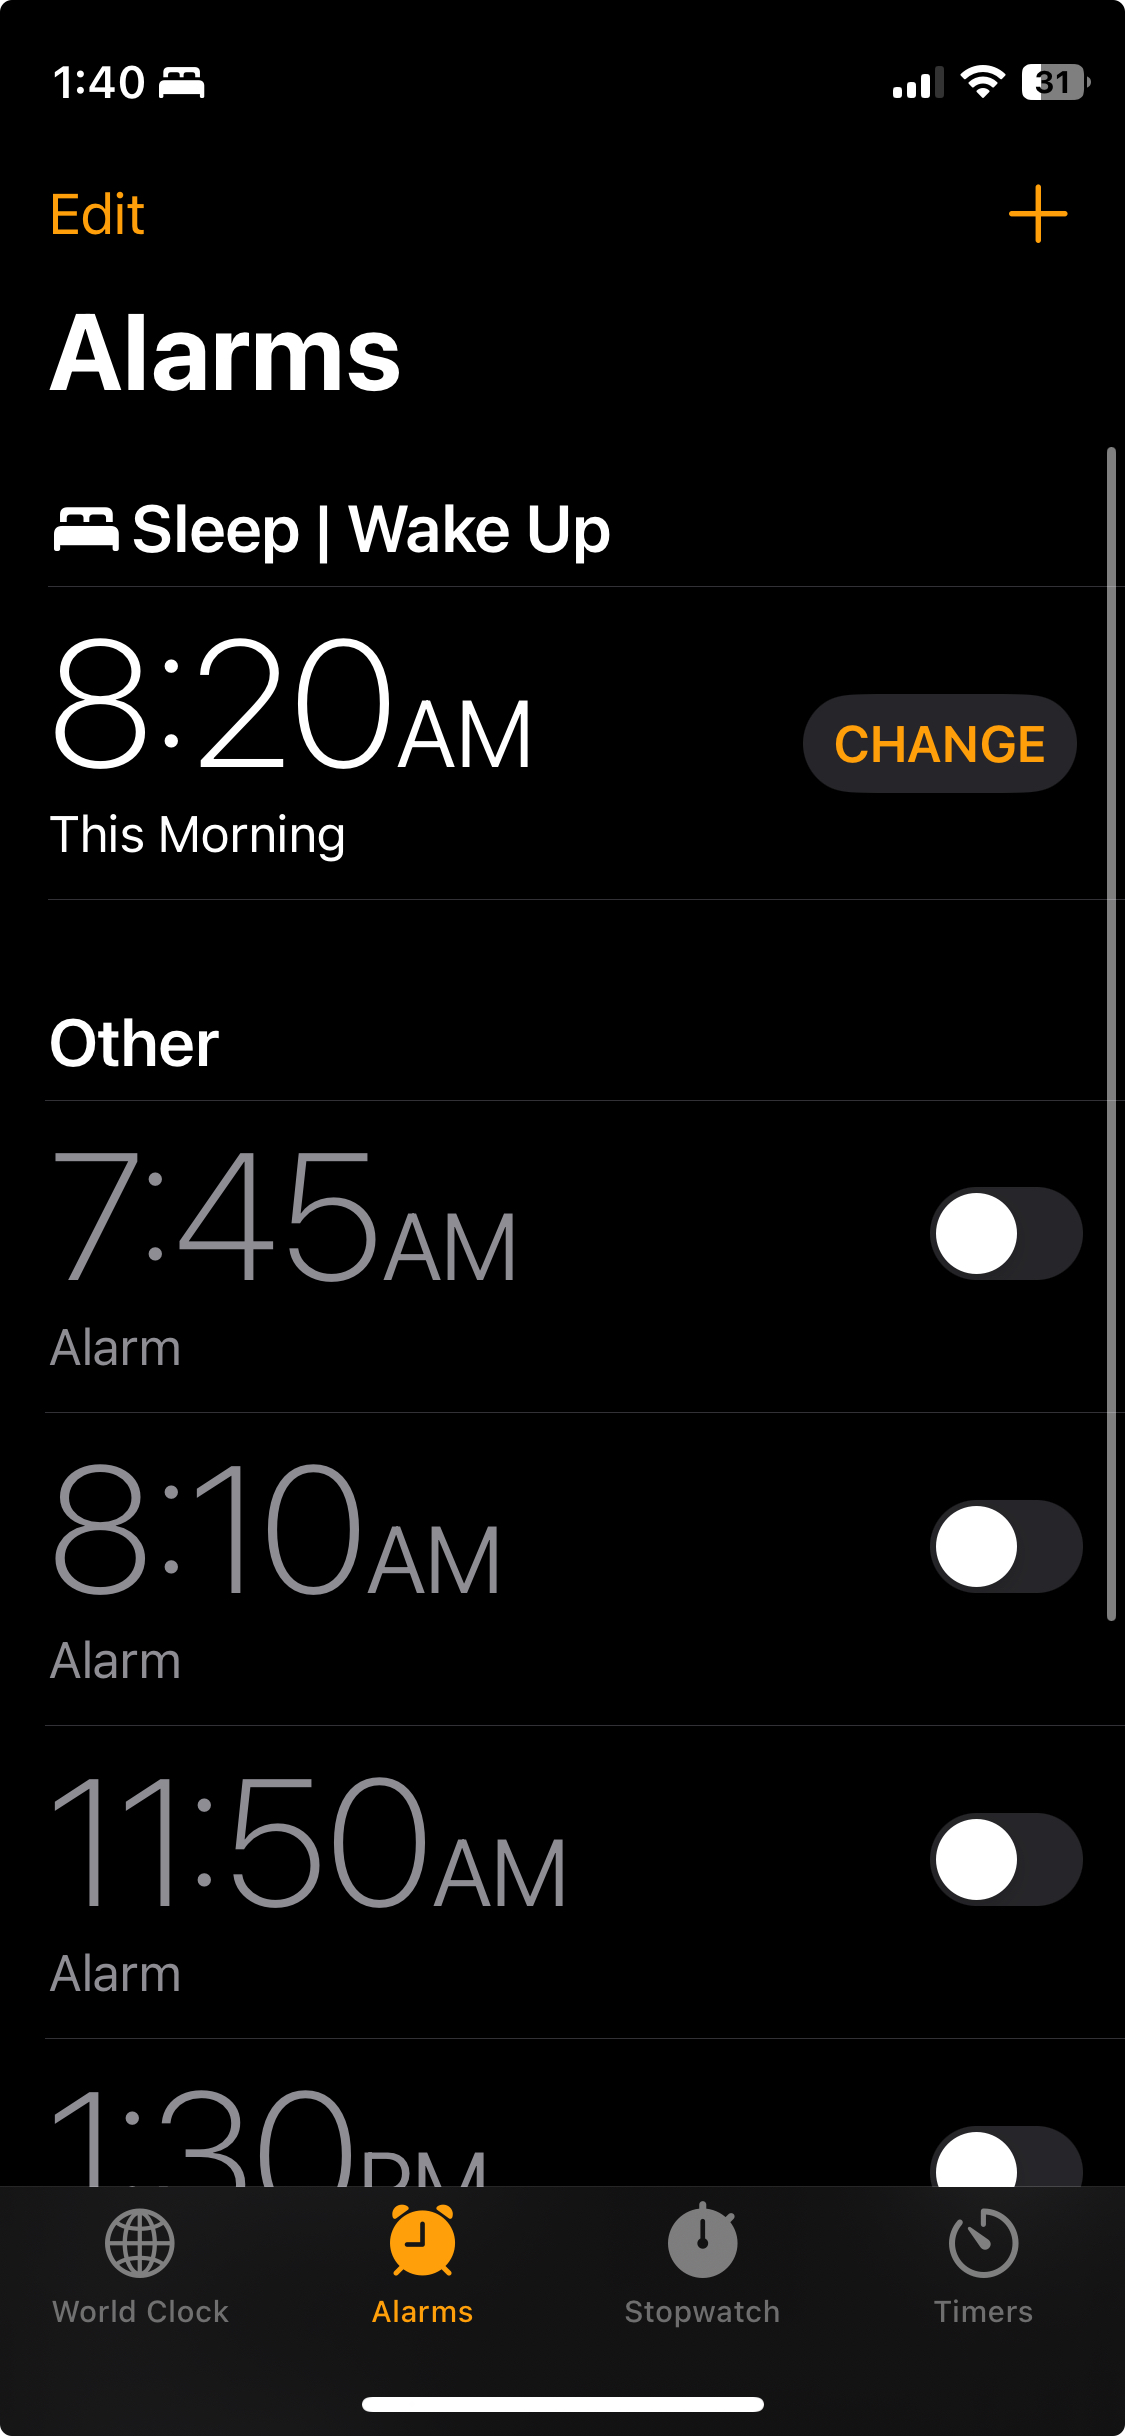 1:40
31
Edit
Alarms
Sleep | Wake Up
8:20AM
CHANGE
This Morning
Other
7:45AM
Alarm
8:10AM
Alarm
11:50AM
Alarm
1:30PM
World Clock
Alarms
Stopwatch
Timers